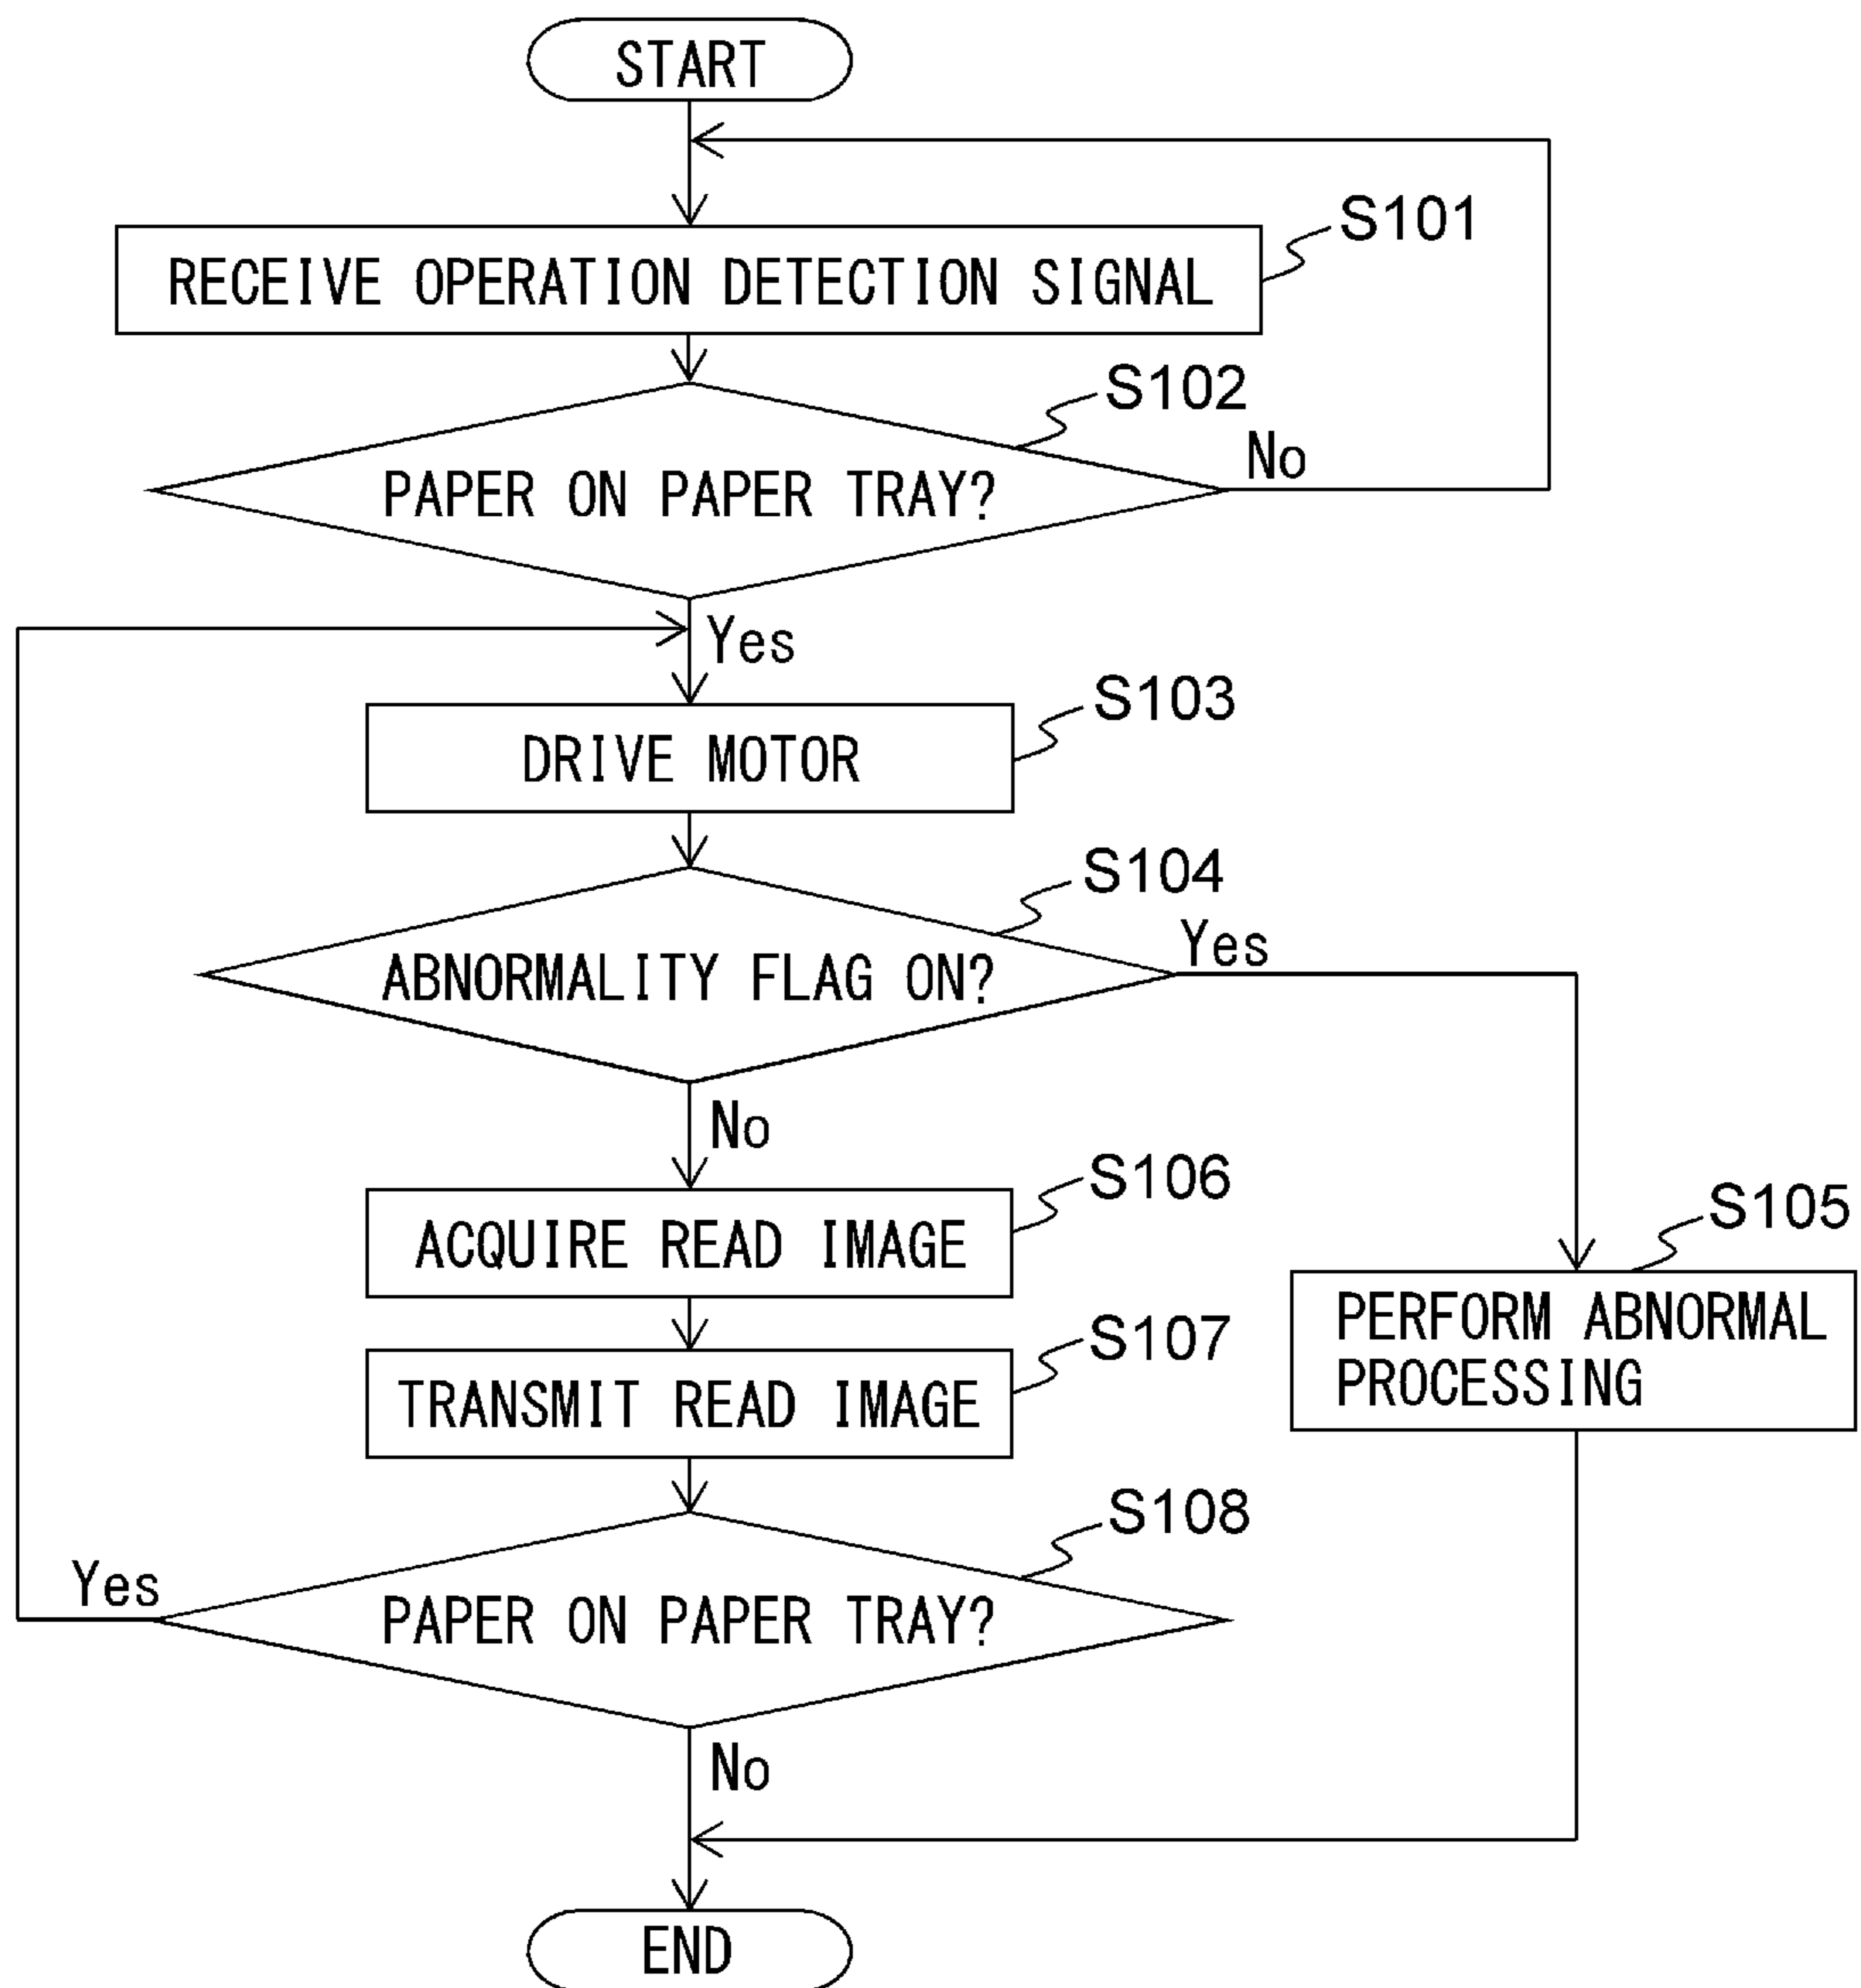 START
S101
RECEIVE OPERATION DETECTION SIGNAL
S102
No
PAPER ON PAPER TRAY?
Yes
S103
DRIVE MOTOR
S104
Yes
ABNORMALITY FLAG ON?
No
S106
ACQUIRE READ IMAGE
S105
PERFORM ABNORMAL
PROCESSING
S107
TRANSMIT READ IMAGE
S108
Yes
PAPER ON PAPER TRAY?
No
END